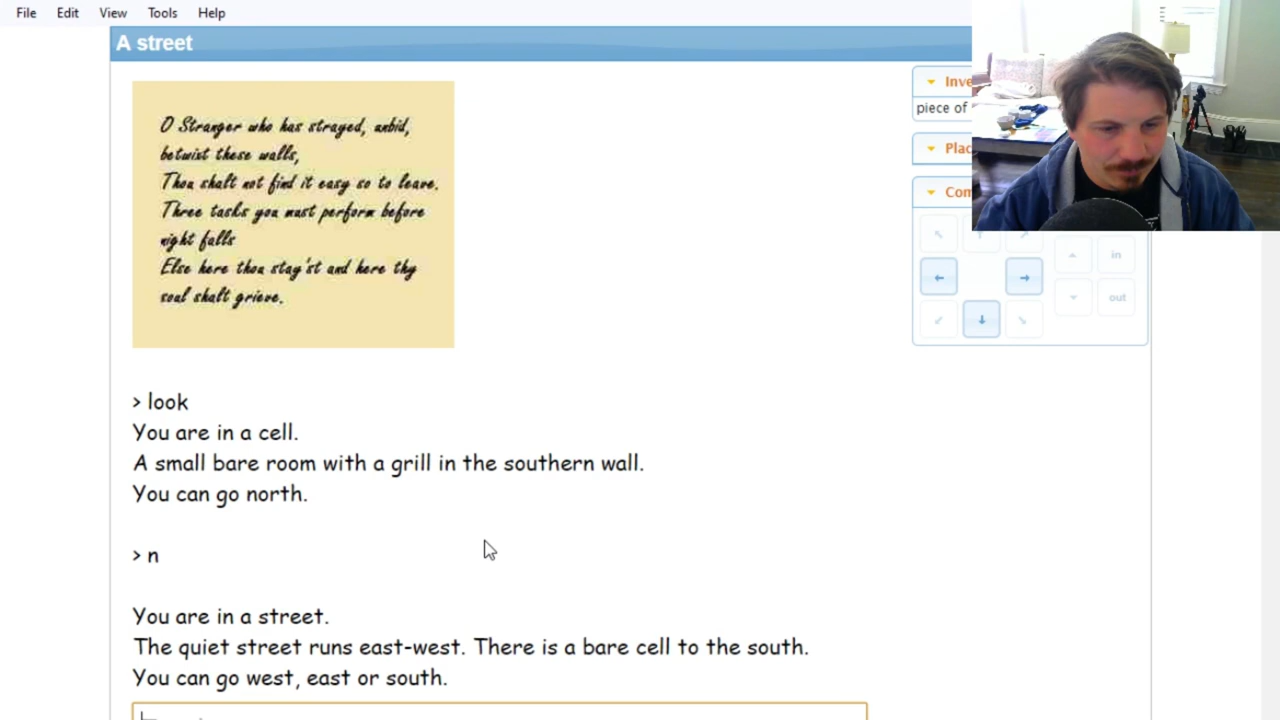 File Edit View Tools Help
A street
O Stranger who has strayed, unbid,
betwixt these walls,
Thou shalt not find it easy so to leave.
Three tasks you must perform before
night falls
Else here thou stay'st and here thy
soul shalt grieve.
piece of
in
out
> look
You are in a cell.
A small bare room with a grill in the southern wall.
You can go north.
> n
You are in a street.
The quiet street runs east-west. There is a bare cell to the south.
You can go west, east or south.